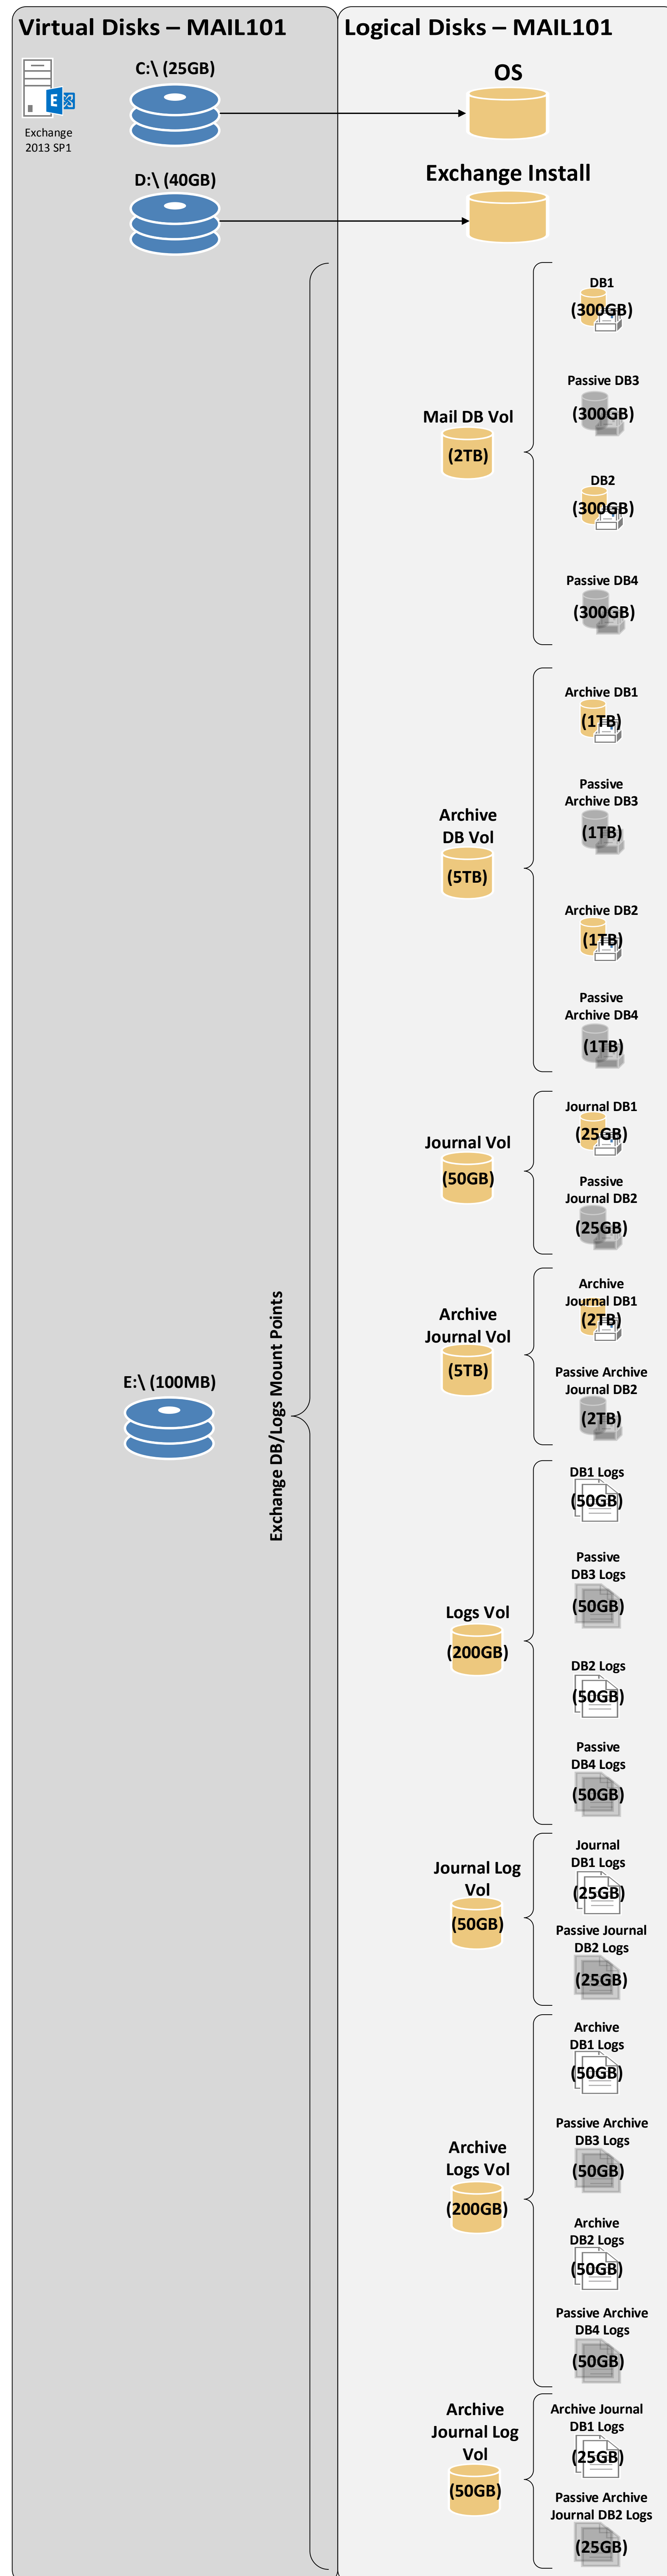 Virtual Disks – MAIL101
Logical Disks – MAIL101
Exchange
2013 SP1
C:\ (25GB)
OS
D:\ (40GB)
Exchange Install
E:\ (100MB)
Exchange DB/Logs Mount Points
Mail DB Vol
(2TB)
DB1
(300GB)
Passive DB3
(300GB)
DB2
(300GB)
Passive DB4
(300GB)
Archive
DB Vol
(5TB)
Archive DB1
(1TB)
Passive
Archive DB3
(1TB)
Archive DB2
(1TB)
Passive
Archive DB4
(1TB)
Journal Vol
(50GB)
Journal DB1
(25GB)
Passive
Journal DB2
(25GB)
Archive
Journal Vol
(5TB)
Archive
Journal DB1
(2TB)
Passive Archive
Journal DB2
(2TB)
Logs Vol
(200GB)
DB1 Logs
(50GB)
Passive
DB3 Logs
(50GB)
DB2 Logs
(50GB)
Passive
DB4 Logs
(50GB)
Journal Log
Vol
(50GB)
Journal
DB1 Logs
(25GB)
Passive Journal
DB2 Logs
(25GB)
Archive
Logs Vol
(200GB)
Archive
DB1 Logs
(50GB)
Passive Archive
DB3 Logs
(50GB)
Archive
DB2 Logs
(50GB)
Passive Archive
DB4 Logs
(50GB)
Archive
Journal Log
Vol
(50GB)
Archive Journal
DB1 Logs
(25GB)
Passive Archive
Journal DB2 Logs
(25GB)